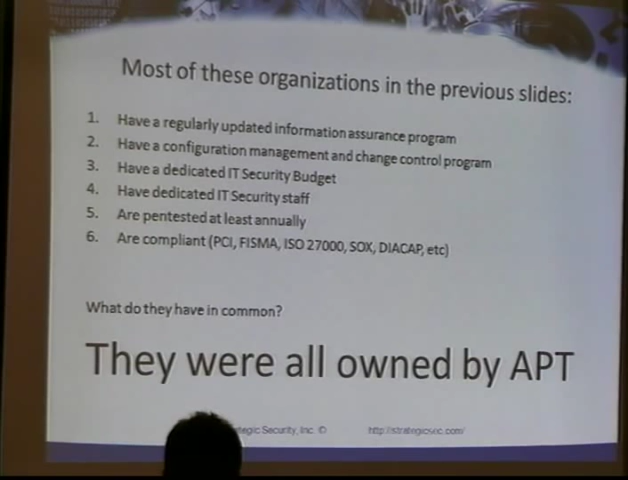 Most of these organizations in the previous slides:
1. Have a regularly updated information assurance program
2. Have a configuration management and change control program
3. Have a dedicated IT Security Budget
4. Have dedicated IT Security staff
5. Are pentested at least annually
6. Are compliant (PCI, FISMA, ISO 27000, SOX, DIACAP, etc)
What do they have in common?
They were all owned by APT
Security, Inc. © http://strategicsec.com/